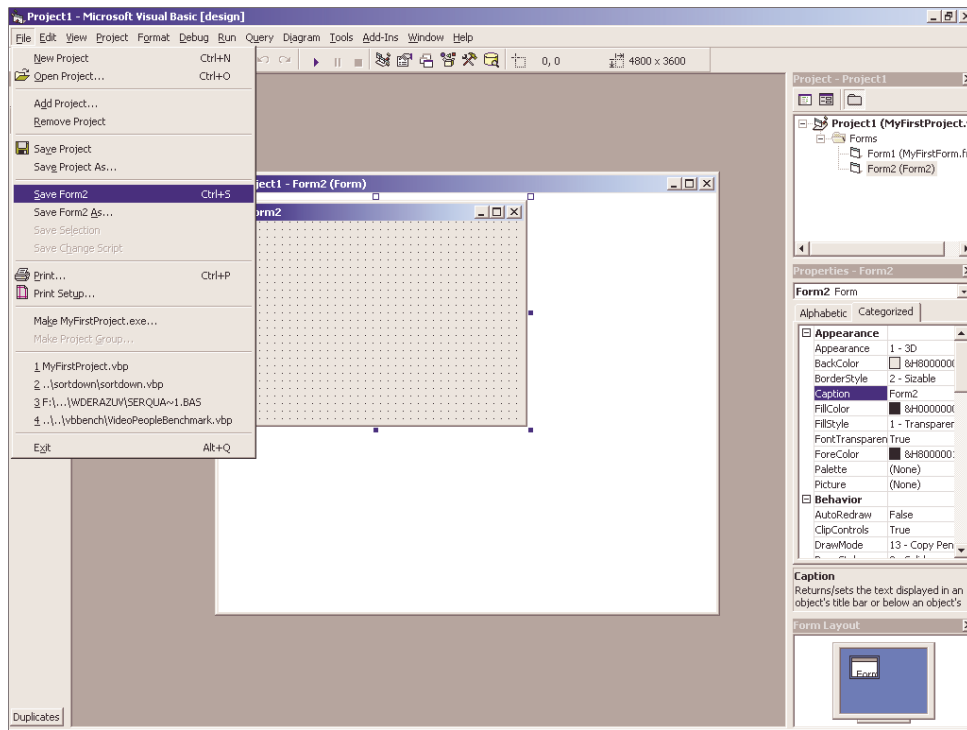 Project1 - Microsoft Visual Basic [design]
File Edit View Project Format Debug Run Query Diagram Tools Add-Ins Window Help
0, 0 4800 x 3600
New Project Ctrl+N
Open Project... Ctrl+O
Add Project...
Remove Project
Save Project
Save Project As...
Save Form2 Ctrl+S
Save Form2 As...
Save Selection
Save Change Script
Print... Ctrl+P
Print Setup...
Make MyFirstProject.exe...
Make Project Group...
1 MyFirstProject.vbp
2 ..\sortdown\sortdown.vbp
3 F:\...\WDERAZUV\SERQUA~1.BAS
4 ..\..\vbbench\VideoPeopleBenchmark.vbp
Exit Alt+Q
ject1 - Form2 (Form)
orm2
Project - Project1
Project1 (MyFirstProject.
Forms
Form1 (MyFirstForm.fr
Form2 (Form2)
Properties - Form2
Form2 Form
Alphabetic Categorized
Appearance
Appearance 1 - 3D
BackColor &H8000000
BorderStyle 2 - Sizable
Caption Form2
FillColor &H0000000
FillStyle 1 - Transparer
FontTransparen True
ForeColor &H8000001
Palette (None)
Picture (None)
Behavior
AutoRedraw False
ClipControls True
DrawMode 13 - Copy Pen
Caption
Returns/sets the text displayed in an
object's title bar or below an object's
Form Layout
Form
Duplicates